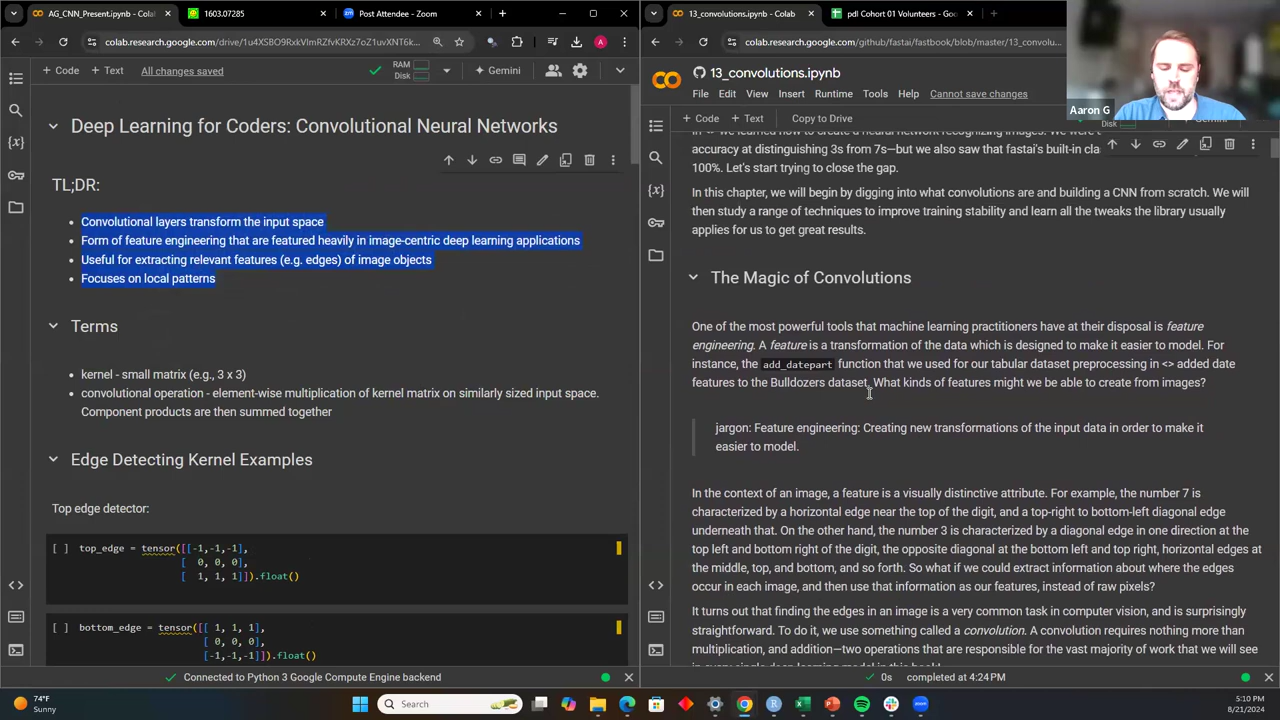 AG_CNN_Present.ipynb - Colab
1603.07285
Post Attendee - Zoom
13_convolutions.ipynb - Colab
pdl Cohort 01 Volunteers - Goo
colab.research.google.com/drive/1u4XSBO9RxkVlmRZfvKRXz7oZ1uvXNT6k...
A
colab.research.google.com/github/fastai/fastbook/blob/master/13_convolu...
+ Code + Text All changes saved
RAM
Disk
Gemini
13_convolutions.ipynb
File Edit View Insert Runtime Tools Help Cannot save changes
Aaron G
+ Code + Text Copy to Drive
Disk
Deep Learning for Coders: Convolutional Neural Networks
TL;DR:
• Convolutional layers transform the input space
• Form of feature engineering that are featured heavily in image-centric deep learning applications
• Useful for extracting relevant features (e.g. edges) of image objects
• Focuses on local patterns
Terms
• kernel - small matrix (e.g., 3 x 3)
• convolutional operation - element-wise multiplication of kernel matrix on similarly sized input space.
Component products are then summed together
Edge Detecting Kernel Examples
Top edge detector:
[ ] top_edge = tensor([[-1,-1,-1],
[ 0, 0, 0],
[ 1, 1, 1]]).float()
[ ] bottom_edge = tensor([[ 1, 1, 1],
[ 0, 0, 0],
[-1,-1,-1]]).float()
Connected to Python 3 Google Compute Engine backend
accuracy at distinguishing 3s from 7s—but we also saw that fastai's built-in cla
100%. Let's start trying to close the gap.
In this chapter, we will begin by digging into what convolutions are and building a CNN from scratch. We will
then study a range of techniques to improve training stability and learn all the tweaks the library usually
applies for us to get great results.
The Magic of Convolutions
One of the most powerful tools that machine learning practitioners have at their disposal is feature
engineering. A feature is a transformation of the data which is designed to make it easier to model. For
instance, the add_datepart function that we used for our tabular dataset preprocessing in <> added date
features to the Bulldozers dataset. What kinds of features might we be able to create from images?
jargon: Feature engineering: Creating new transformations of the input data in order to make it
easier to model.
In the context of an image, a feature is a visually distinctive attribute. For example, the number 7 is
characterized by a horizontal edge near the top of the digit, and a top-right to bottom-left diagonal edge
underneath that. On the other hand, the number 3 is characterized by a diagonal edge in one direction at the
top left and bottom right of the digit, the opposite diagonal at the bottom left and top right, horizontal edges at
the middle, top, and bottom, and so forth. So what if we could extract information about where the edges
occur in each image, and then use that information as our features, instead of raw pixels?
It turns out that finding the edges in an image is a very common task in computer vision, and is surprisingly
straightforward. To do it, we use something called a convolution. A convolution requires nothing more than
multiplication, and addition—two operations that are responsible for the vast majority of work that we will see
0s completed at 4:24PM
74°F
Sunny
Search
5:10 PM
8/21/2024